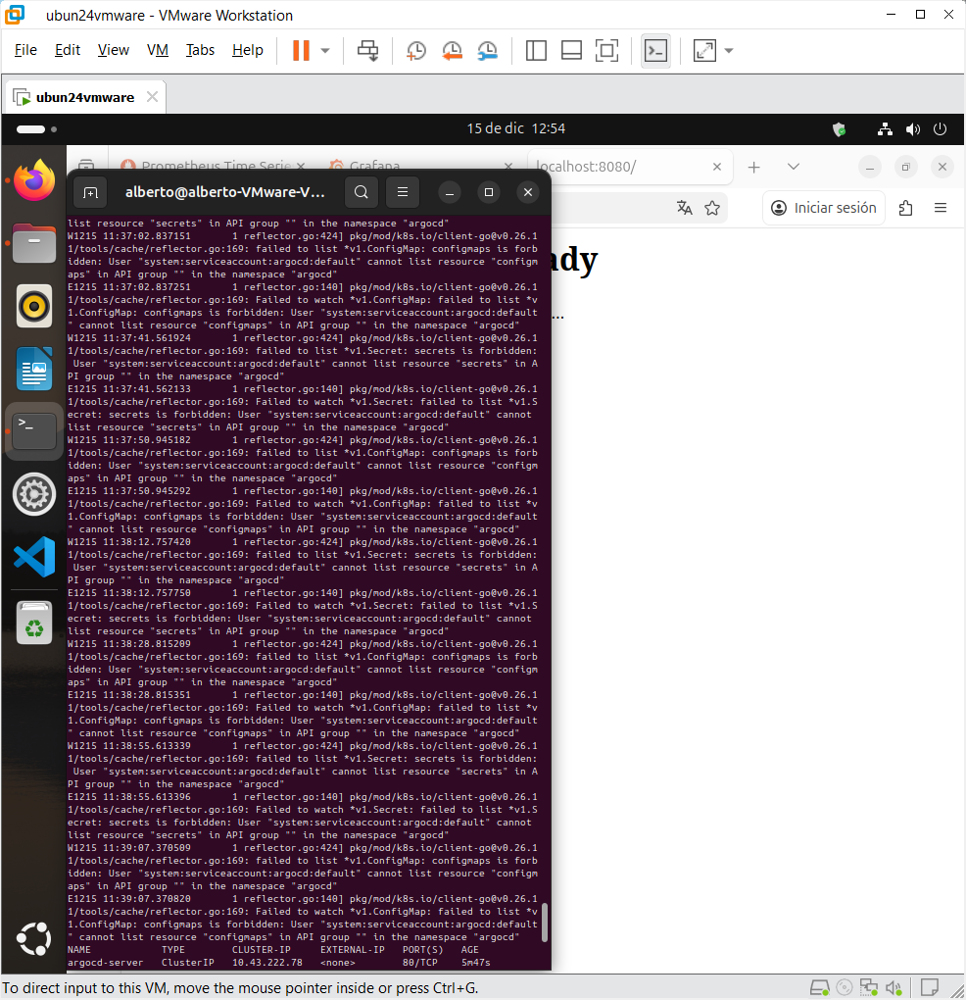 ubun24vmware - VMware Workstation
File Edit View VM Tabs Help
ubun24vmware
15 de dic 12:54
Prometheus Time Serie
Grafana
localhost:8080/
alberto@alberto-VMware-V...
Iniciar sesión
ady
...
list resource "secrets" in API group "" in the namespace "argocd"
W1215 11:37:02.837151       1 reflector.go:424] pkg/mod/k8s.io/client-go@v0.26.1
1/tools/cache/reflector.go:169: failed to list *v1.ConfigMap: configmaps is forb
idden: User "system:serviceaccount:argocd:default" cannot list resource "configm
aps" in API group "" in the namespace "argocd"
E1215 11:37:02.837251       1 reflector.go:140] pkg/mod/k8s.io/client-go@v0.26.1
1/tools/cache/reflector.go:169: Failed to watch *v1.ConfigMap: failed to list *v
1.ConfigMap: configmaps is forbidden: User "system:serviceaccount:argocd:default
" cannot list resource "configmaps" in API group "" in the namespace "argocd"
W1215 11:37:41.561924       1 reflector.go:424] pkg/mod/k8s.io/client-go@v0.26.1
1/tools/cache/reflector.go:169: failed to list *v1.Secret: secrets is forbidden:
 User "system:serviceaccount:argocd:default" cannot list resource "secrets" in A
PI group "" in the namespace "argocd"
E1215 11:37:41.562133       1 reflector.go:140] pkg/mod/k8s.io/client-go@v0.26.1
1/tools/cache/reflector.go:169: Failed to watch *v1.Secret: failed to list *v1.S
ecret: secrets is forbidden: User "system:serviceaccount:argocd:default" cannot
list resource "secrets" in API group "" in the namespace "argocd"
W1215 11:37:50.945182       1 reflector.go:424] pkg/mod/k8s.io/client-go@v0.26.1
1/tools/cache/reflector.go:169: failed to list *v1.ConfigMap: configmaps is forb
idden: User "system:serviceaccount:argocd:default" cannot list resource "configm
aps" in API group "" in the namespace "argocd"
E1215 11:37:50.945292       1 reflector.go:140] pkg/mod/k8s.io/client-go@v0.26.1
1/tools/cache/reflector.go:169: Failed to watch *v1.ConfigMap: failed to list *v
1.ConfigMap: configmaps is forbidden: User "system:serviceaccount:argocd:default
" cannot list resource "configmaps" in API group "" in the namespace "argocd"
W1215 11:38:12.757420       1 reflector.go:424] pkg/mod/k8s.io/client-go@v0.26.1
1/tools/cache/reflector.go:169: failed to list *v1.Secret: secrets is forbidden:
 User "system:serviceaccount:argocd:default" cannot list resource "secrets" in A
PI group "" in the namespace "argocd"
E1215 11:38:12.757750       1 reflector.go:140] pkg/mod/k8s.io/client-go@v0.26.1
1/tools/cache/reflector.go:169: Failed to watch *v1.Secret: failed to list *v1.S
ecret: secrets is forbidden: User "system:serviceaccount:argocd:default" cannot
list resource "secrets" in API group "" in the namespace "argocd"
W1215 11:38:28.815209       1 reflector.go:424] pkg/mod/k8s.io/client-go@v0.26.1
1/tools/cache/reflector.go:169: failed to list *v1.ConfigMap: configmaps is forb
idden: User "system:serviceaccount:argocd:default" cannot list resource "configm
aps" in API group "" in the namespace "argocd"
E1215 11:38:28.815351       1 reflector.go:140] pkg/mod/k8s.io/client-go@v0.26.1
1/tools/cache/reflector.go:169: Failed to watch *v1.ConfigMap: failed to list *v
1.ConfigMap: configmaps is forbidden: User "system:serviceaccount:argocd:default
" cannot list resource "configmaps" in API group "" in the namespace "argocd"
W1215 11:38:55.613339       1 reflector.go:424] pkg/mod/k8s.io/client-go@v0.26.1
1/tools/cache/reflector.go:169: failed to list *v1.Secret: secrets is forbidden:
 User "system:serviceaccount:argocd:default" cannot list resource "secrets" in A
PI group "" in the namespace "argocd"
E1215 11:38:55.613396       1 reflector.go:140] pkg/mod/k8s.io/client-go@v0.26.1
1/tools/cache/reflector.go:169: Failed to watch *v1.Secret: failed to list *v1.S
ecret: secrets is forbidden: User "system:serviceaccount:argocd:default" cannot
list resource "secrets" in API group "" in the namespace "argocd"
W1215 11:39:07.370509       1 reflector.go:424] pkg/mod/k8s.io/client-go@v0.26.1
1/tools/cache/reflector.go:169: failed to list *v1.ConfigMap: configmaps is forb
idden: User "system:serviceaccount:argocd:default" cannot list resource "configm
aps" in API group "" in the namespace "argocd"
E1215 11:39:07.370820       1 reflector.go:140] pkg/mod/k8s.io/client-go@v0.26.1
1/tools/cache/reflector.go:169: Failed to watch *v1.ConfigMap: failed to list *v
1.ConfigMap: configmaps is forbidden: User "system:serviceaccount:argocd:default
" cannot list resource "configmaps" in API group "" in the namespace "argocd"
NAME            TYPE        CLUSTER-IP     EXTERNAL-IP   PORT(S)   AGE
argocd-server   ClusterIP   10.43.222.78   <none>        80/TCP    5m47s
To direct input to this VM, move the mouse pointer inside or press Ctrl+G.